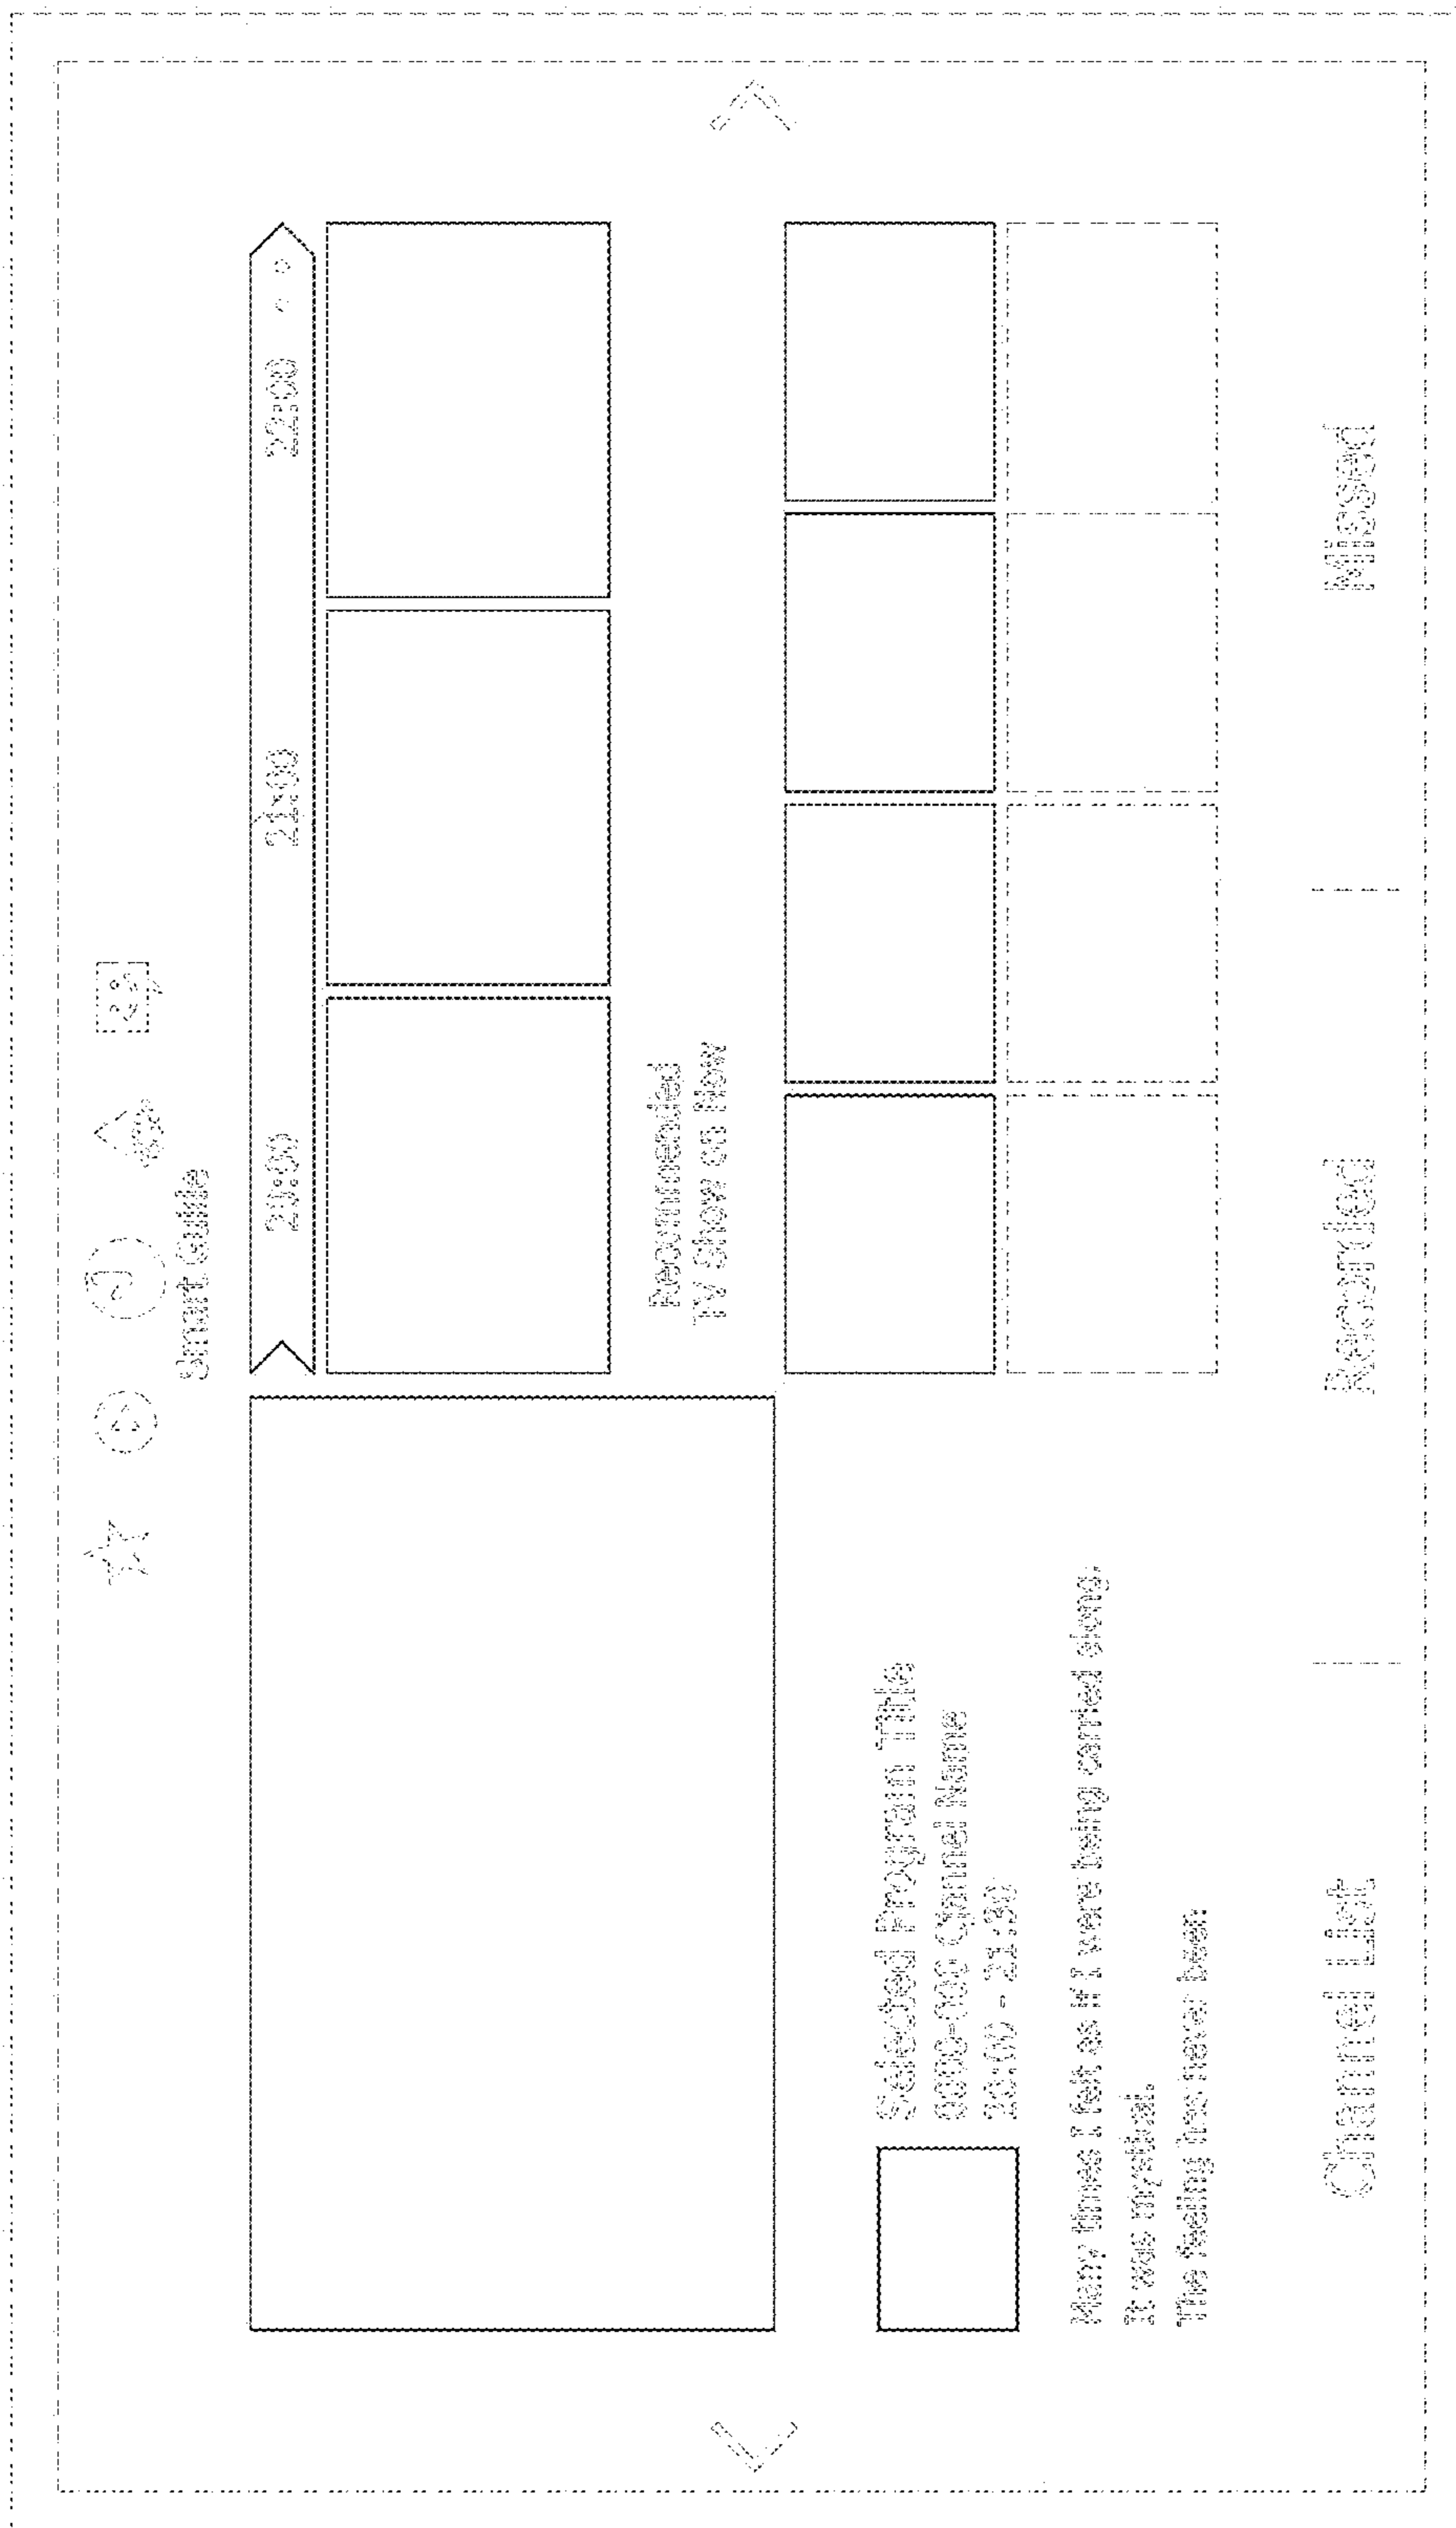 Smart Guide
20:00
21:00
22:00
Recommended
TV Show on Now
Selected Program Title
0000-000 Cjannel Name
20:00 - 21:30
Many times I felt as if I were being carried along,
It was mystical.
The feeling has never been
Channel List
Recorded
Missed